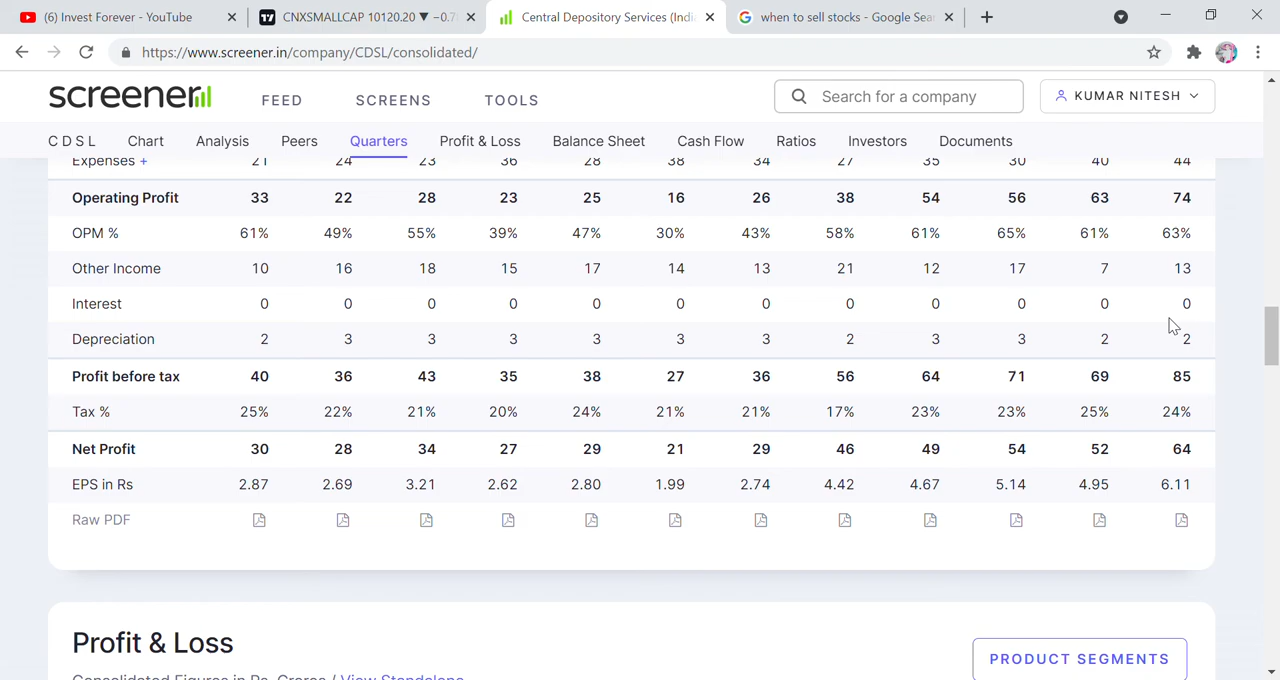 (6) Invest Forever - YouTube
CNXSMALLCAP 10120.20 ▼ −0.7
Central Depository Services (Indi
when to sell stocks - Google Sea
https://www.screener.in/company/CDSL/consolidated/
screener
FEED
SCREENS
TOOLS
Search for a company
KUMAR NITESH
C D S L
Chart
Analysis
Peers
Quarters
Profit & Loss
Balance Sheet
Cash Flow
Ratios
Investors
Documents
Expenses + 21 24 23 36 28 38 34 27 35 30 40 44
Operating Profit 33 22 28 23 25 16 26 38 54 56 63 74
OPM % 61% 49% 55% 39% 47% 30% 43% 58% 61% 65% 61% 63%
Other Income 10 16 18 15 17 14 13 21 12 17 7 13
Interest 0 0 0 0 0 0 0 0 0 0 0 0
Depreciation 2 3 3 3 3 3 3 2 3 3 2 2
Profit before tax 40 36 43 35 38 27 36 56 64 71 69 85
Tax % 25% 22% 21% 20% 24% 21% 21% 17% 23% 23% 25% 24%
Net Profit 30 28 34 27 29 21 29 46 49 54 52 64
EPS in Rs 2.87 2.69 3.21 2.62 2.80 1.99 2.74 4.42 4.67 5.14 4.95 6.11
Raw PDF
Profit & Loss
PRODUCT SEGMENTS
Consolidated Figures in Rs. Crores / View Standalone